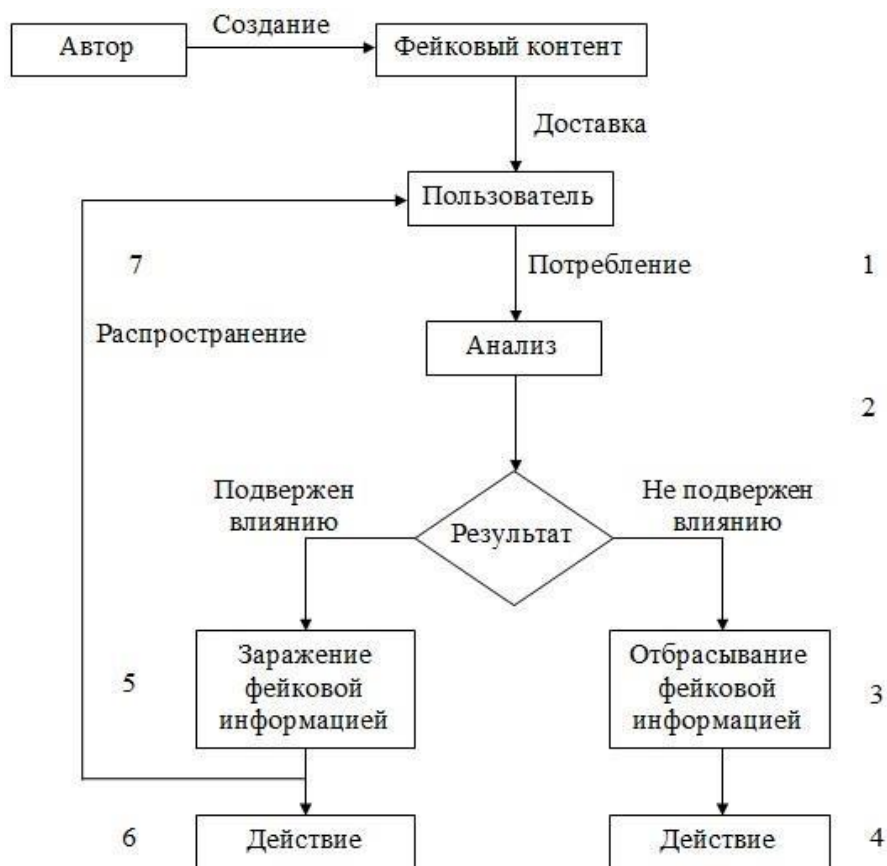 Создание
Автор
Фейковый контент
Доставка
Пользователь
7
Потребление
1
Распространение
Анализ
2
Подвержен
влиянию
Не подвержен
влиянию
Результат
5
Заражение
фейковой
информацией
Отбрасывание
фейковой
информацией
3
6
Действие
Действие
4